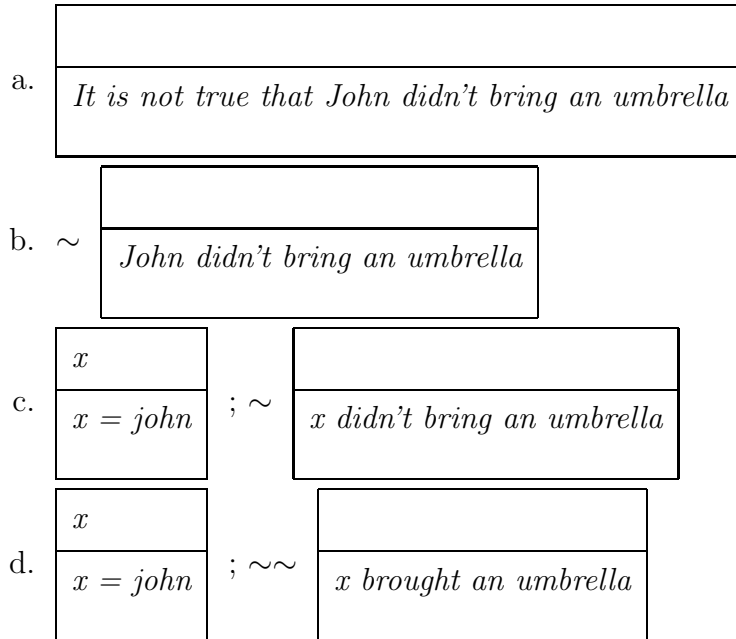 a. It is not true that John didn't bring an umbrella
b. ∼ John didn't bring an umbrella
x
c. x = john ; ∼ x didn't bring an umbrella
x
d. x = john ; ∼∼ x brought an umbrella